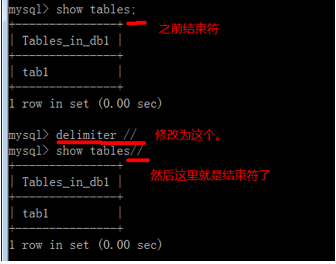 mysql> show tables;
之前结束符
+---------------+
| Tables_in_db1 |
+---------------+
| tab1          |
+---------------+
1 row in set (0.00 sec)
mysql> delimiter //
修改为这个。
mysql> show tables//
+---------------+
然后这里就是结束符了
| Tables_in_db1 |
+---------------+
| tab1          |
+---------------+
1 row in set (0.00 sec)